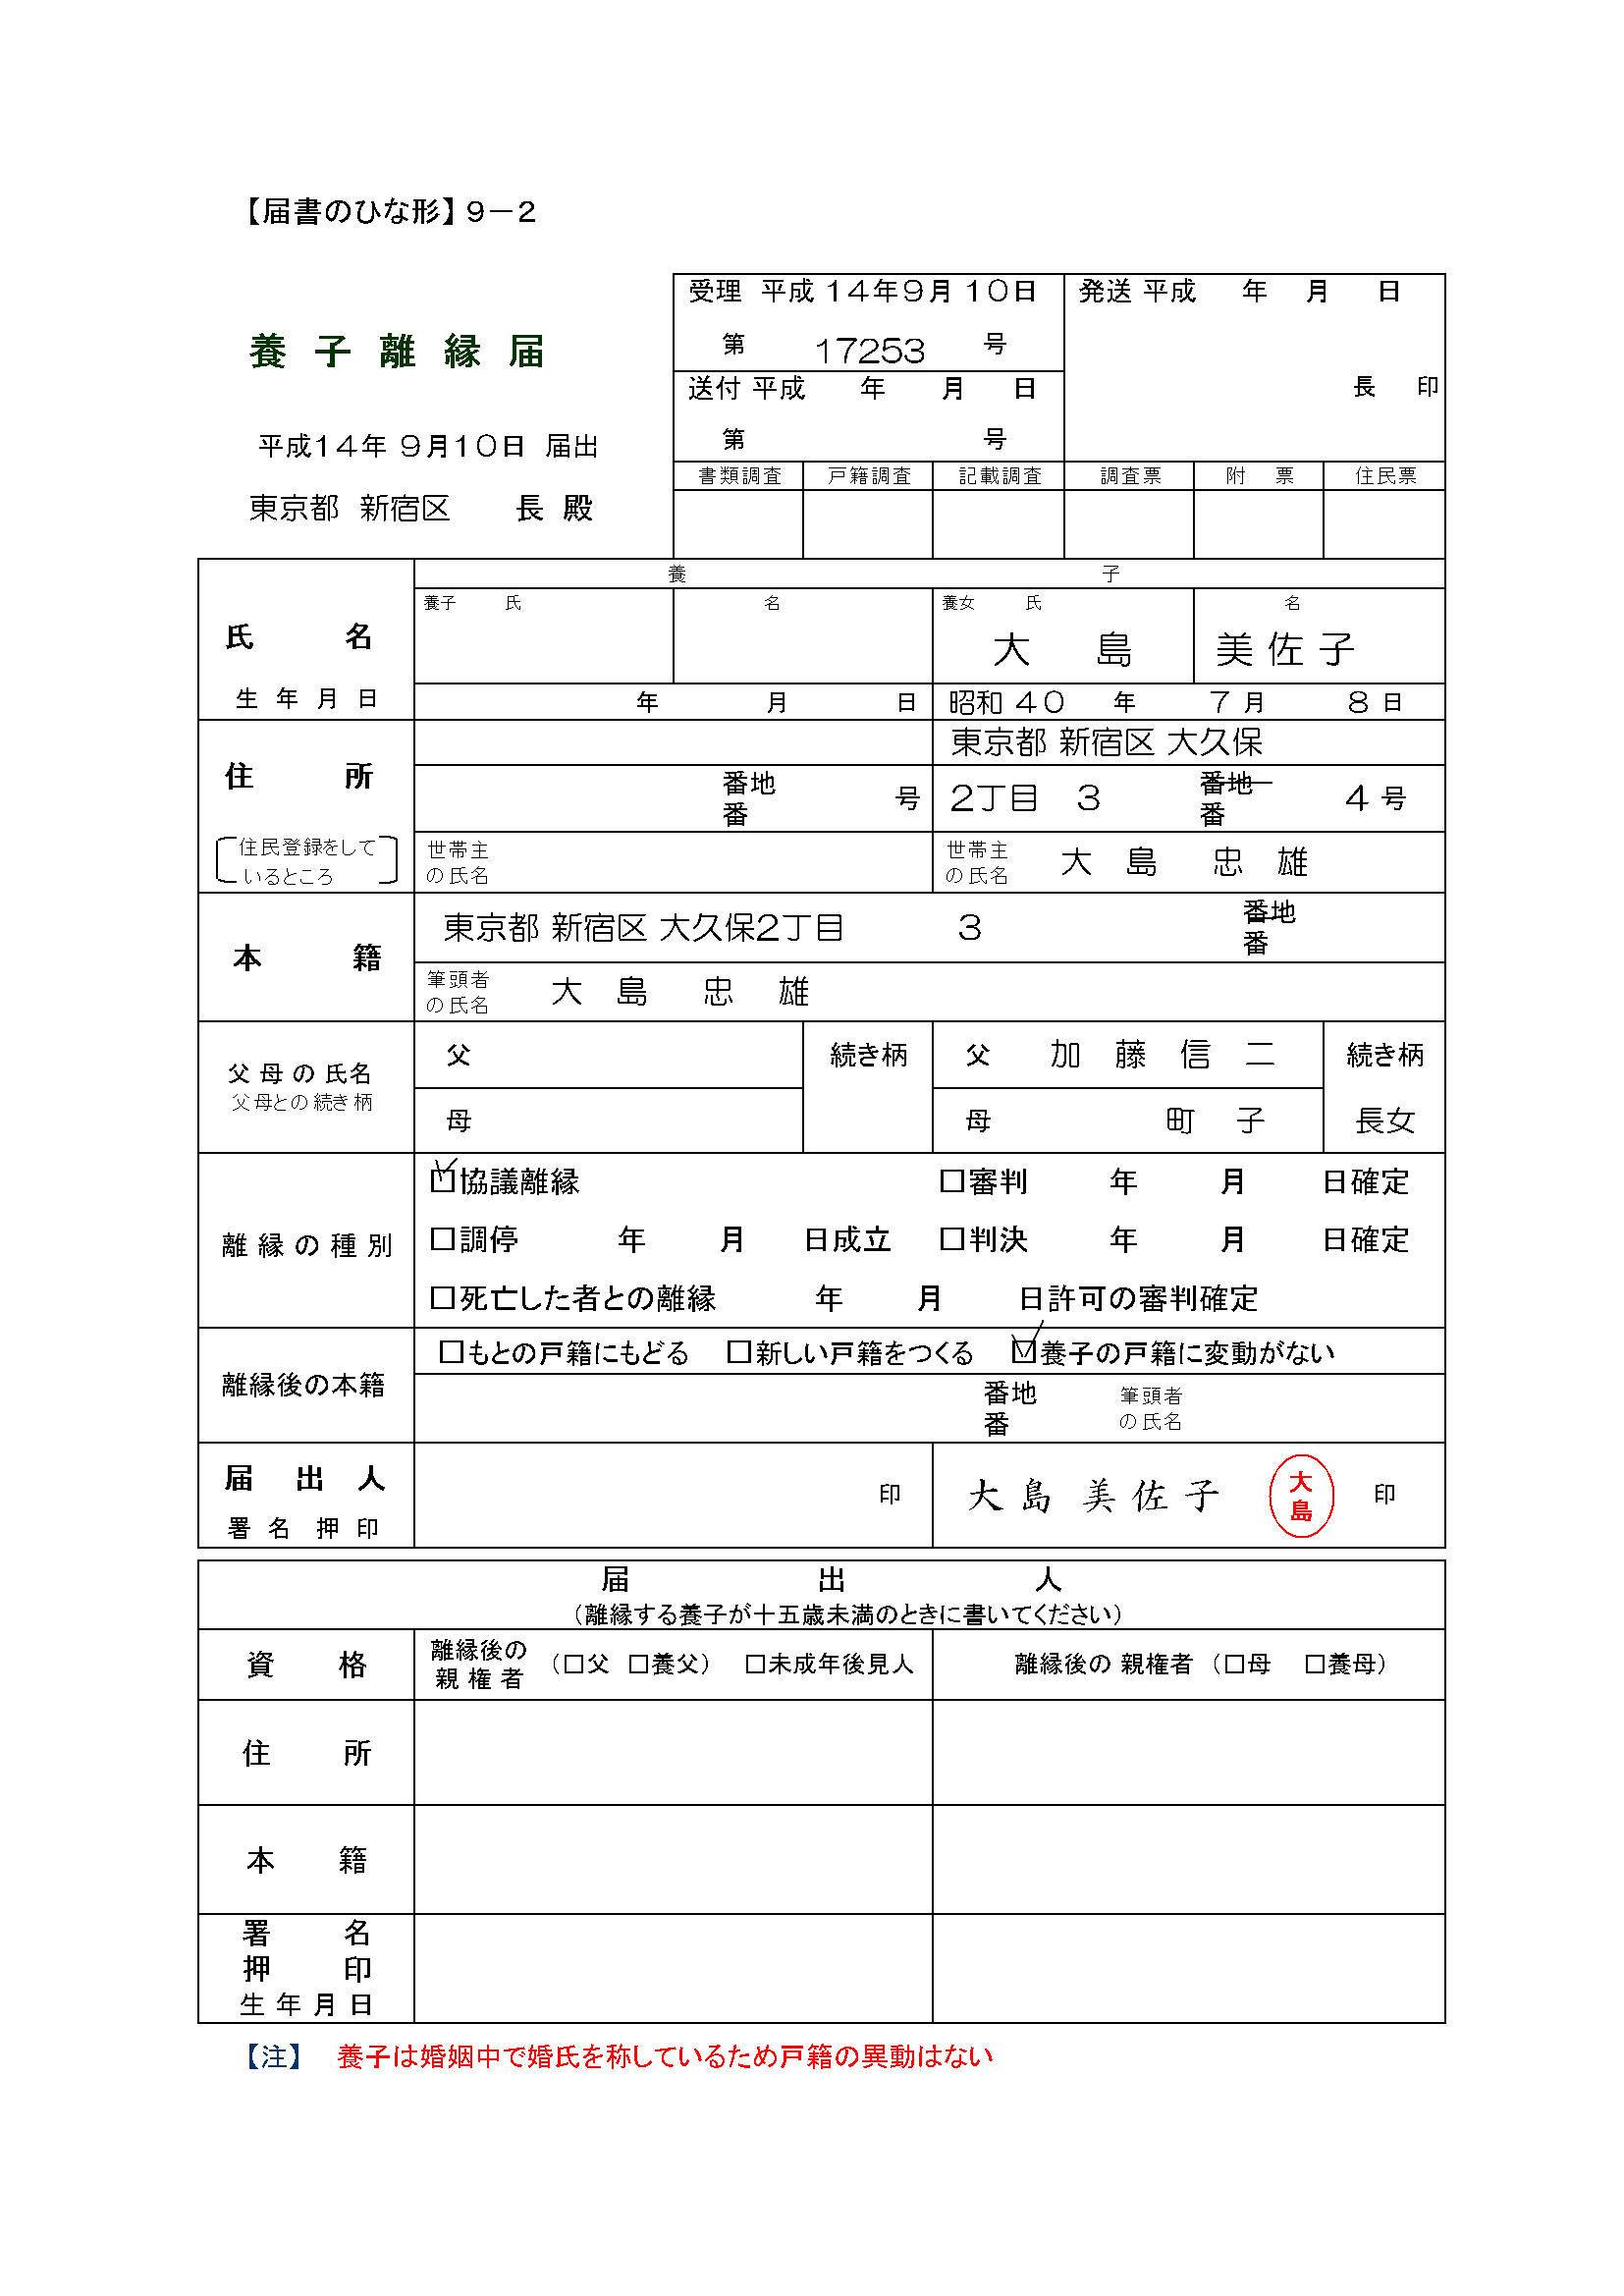 【届書のひな形】９－２
受理 平成 １４年９月１０日
第 17253 号
発送 平成 年 月 日
長 印
養子離縁届
送付 平成 年 月 日
第 号
平成１４年 ９月１０日 届出
東京都 新宿区 長 殿
書類調査 戸籍調査 記載調査 調査票 附 票 住民票
養 子
養子 氏 名 養女 氏 名
氏 名 大 島 美佐子
生 年 月 日 年 月 日 昭和 ４０ 年 ７ 月 ８ 日
東京都 新宿区 大久保
住 所
番地
番 号 ２丁目 ３ 番地
番 ４ 号
住民登録をして
いるところ
世帯主
の氏名
世帯主
の氏名 大 島 忠 雄
本 籍
東京都 新宿区 大久保２丁目 ３ 番地
番
筆頭者
の氏名 大 島 忠 雄
父母の氏名
父母との続き柄
父 続き柄 父 加 藤 信 二 続き柄
母 母 町 子 長女
離縁の種別
☑協議離縁 □審判 年 月 日確定
□調停 年 月 日成立 □判決 年 月 日確定
□死亡した者との離縁 年 月 日許可の審判確定
離縁後の本籍
□もとの戸籍にもどる □新しい戸籍をつくる ☑養子の戸籍に変動がない
番地
番
筆頭者
の氏名
届 出 人
署 名 押 印
印 大島 美佐子 大島 印
届 出 人
（離縁する養子が十五歳未満のときに書いてください）
資 格
離縁後の
親 権 者 （□父 □養父） □未成年後見人
離縁後の 親権者 （□母 □養母）
住 所
本 籍
署 名
押 印
生 年 月 日
【注】 養子は婚姻中で婚氏を称しているため戸籍の異動はない